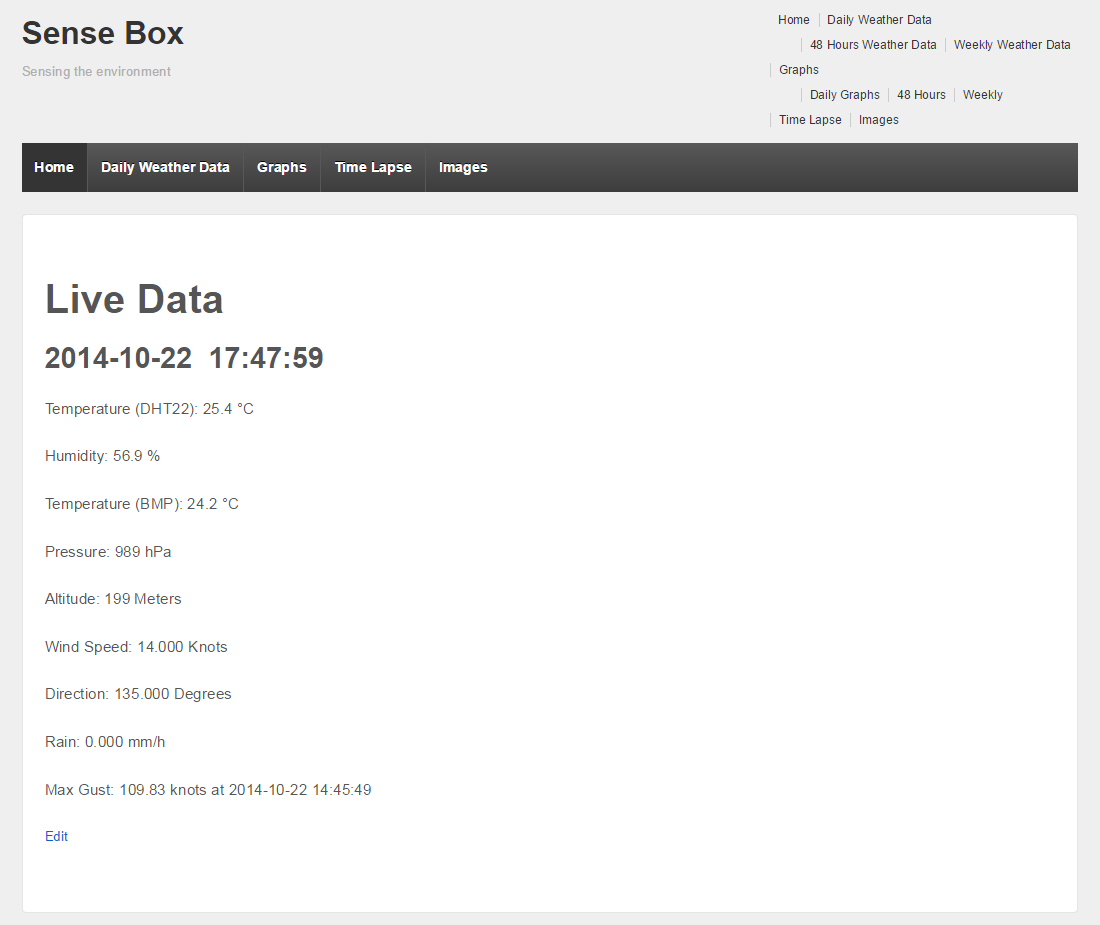 Sense Box
Sensing the environment
Home Daily Weather Data
48 Hours Weather Data Weekly Weather Data
Graphs
Daily Graphs 48 Hours Weekly
Time Lapse Images
Home Daily Weather Data Graphs Time Lapse Images
Live Data
2014-10-22 17:47:59
Temperature (DHT22): 25.4 °C
Humidity: 56.9 %
Temperature (BMP): 24.2 °C
Pressure: 989 hPa
Altitude: 199 Meters
Wind Speed: 14.000 Knots
Direction: 135.000 Degrees
Rain: 0.000 mm/h
Max Gust: 109.83 knots at 2014-10-22 14:45:49
Edit